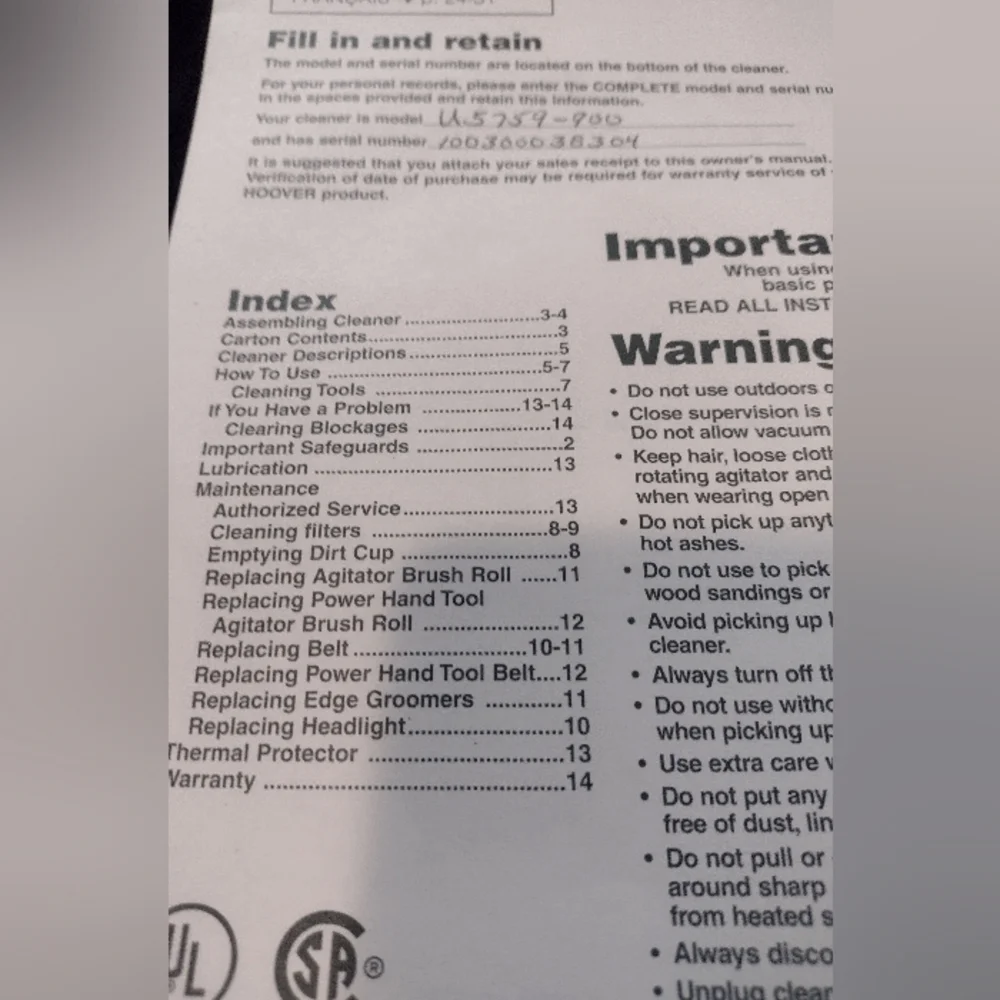 FRANÇAIS
Fill in and retain
The model and serial number are located on the bottom of the cleaner.
For your personal records, please enter the COMPLETE model and serial nu
in the spaces provided and retain this information.
Your cleaner is model U5759-900
and has serial number
It is suggested that you attach your sales receipt to this owner's manual.
Verification of date of purchase may be required for warranty service of
HOOVER product.
Index
Assembling Cleaner ............................3-4
Carton Contents......................................3
Cleaner Descriptions..............................5
How To Use ..........................................5-7
Cleaning Tools ..................................7
If You Have a Problem ..................13-14
Clearing Blockages ........................14
Important Safeguards ..........................2
Lubrication ..........................................13
Maintenance
Authorized Service............................13
Cleaning filters ................................8-9
Emptying Dirt Cup ............................8
Replacing Agitator Brush Roll ......11
Replacing Power Hand Tool
Agitator Brush Roll ......................12
Replacing Belt ............................10-11
Replacing Power Hand Tool Belt....12
Replacing Edge Groomers ............11
Replacing Headlight.........................10
Thermal Protector ................................13
Warranty ................................................14
UL
SA®
Importa
When usin
basic p
READ ALL INST
Warning
• Do not use outdoors o
• Close supervision is r
Do not allow vacuum
• Keep hair, loose cloth
rotating agitator and
when wearing open
• Do not pick up anyt
hot ashes.
• Do not use to pick
wood sandings or
• Avoid picking up
cleaner.
• Always turn off th
• Do not use witho
when picking up
• Use extra care
• Do not put any
free of dust, lin
• Do not pull or
around sharp
from heated s
• Always disco
• Unplug clear